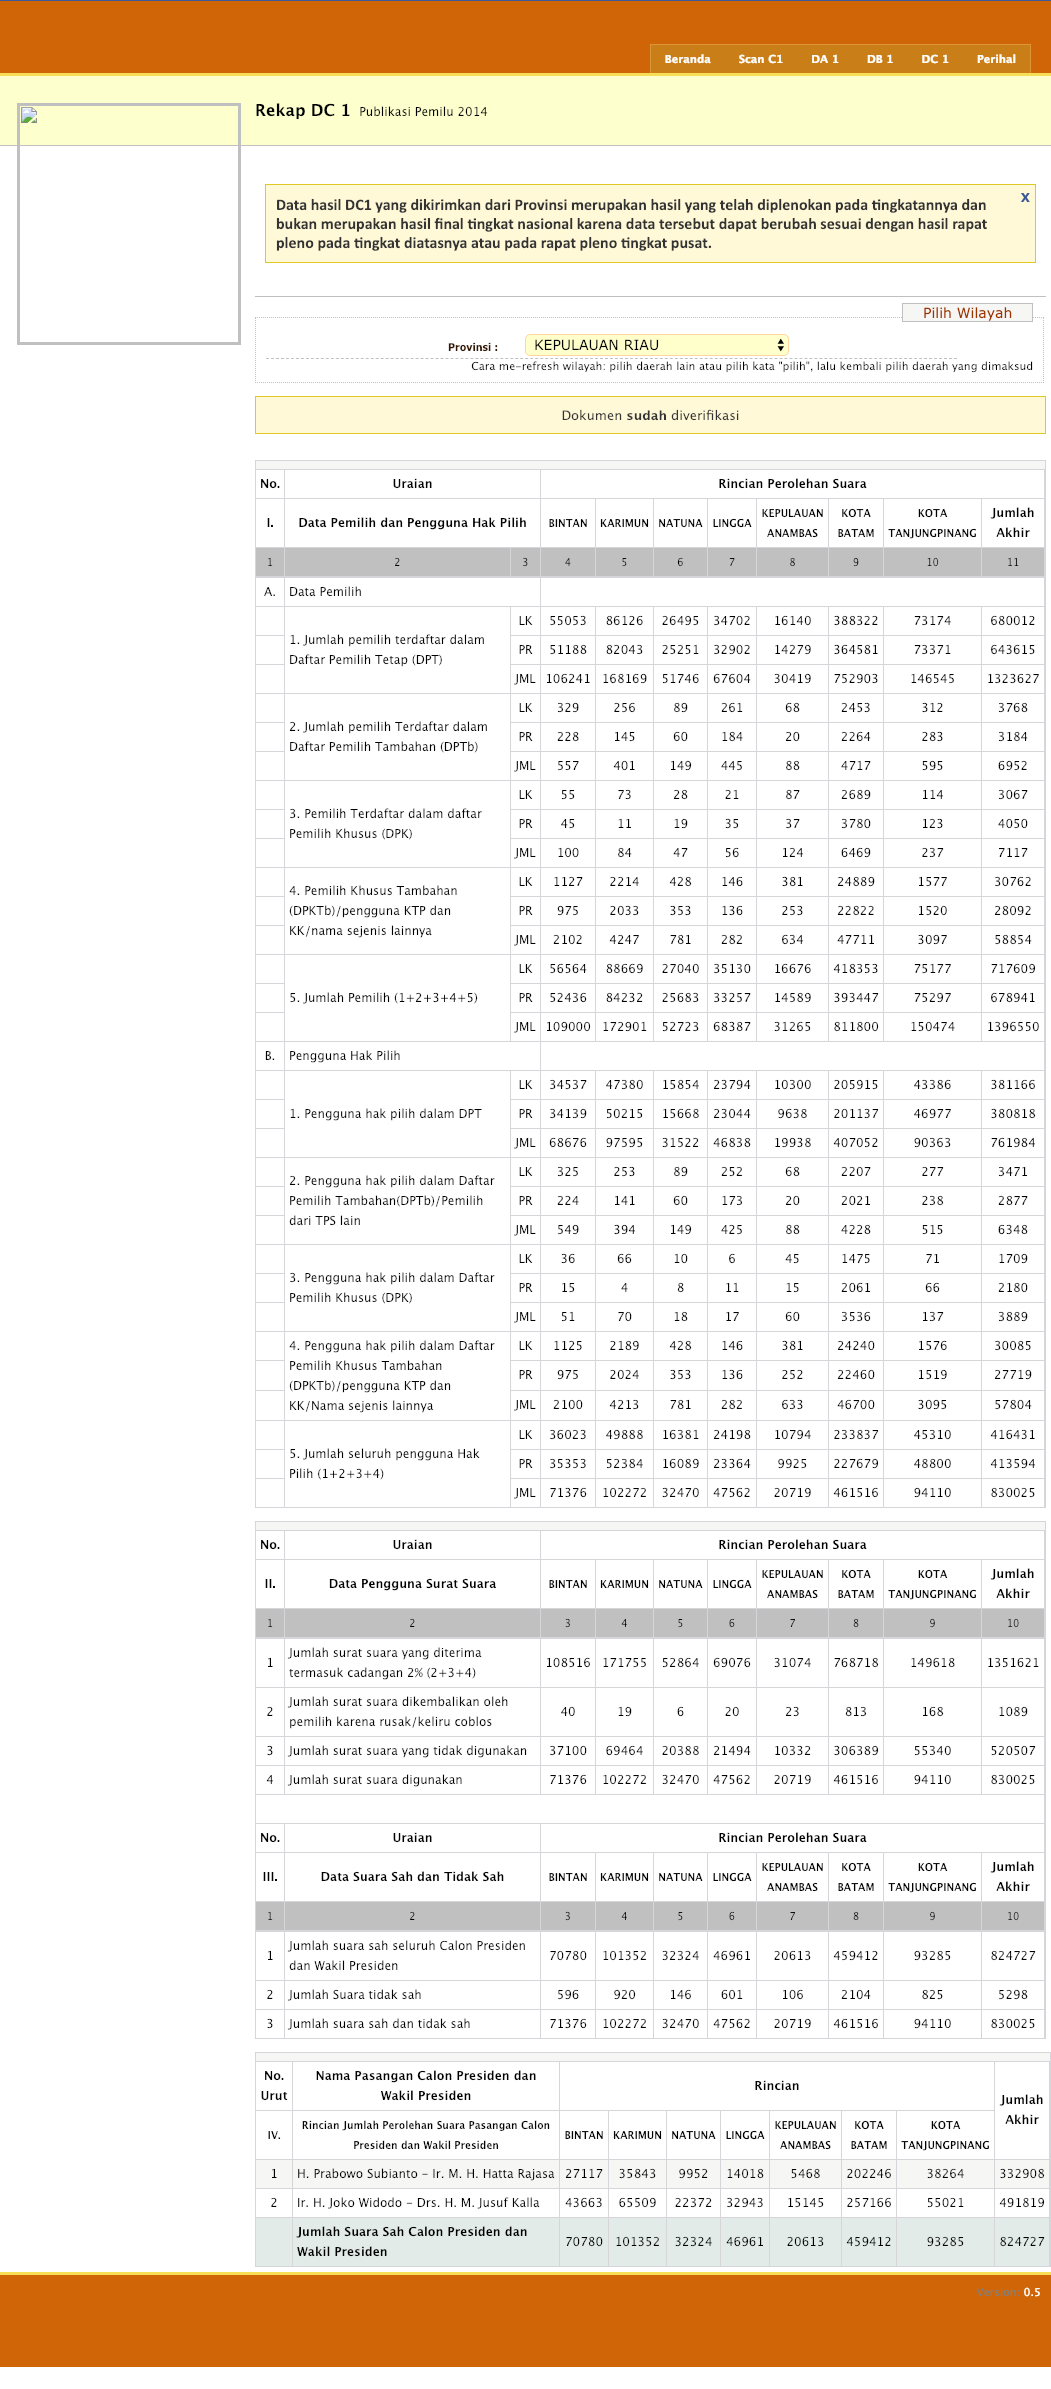 Beranda Scan C1 DA 1 DB 1 DC 1 Perihal
Rekap DC 1 Publikasi Pemilu 2014
x
Data hasil DC1 yang dikirimkan dari Provinsi merupakan hasil yang telah diplenokan pada tingkatannya dan
bukan merupakan hasil final tingkat nasional karena data tersebut dapat berubah sesuai dengan hasil rapat
pleno pada tingkat diatasnya atau pada rapat pleno tingkat pusat.
Pilih Wilayah
Provinsi : KEPULAUAN RIAU
Cara me-refresh wilayah: pilih daerah lain atau pilih kata "pilih", lalu kembali pilih daerah yang dimaksud
Dokumen sudah diverifikasi
No. Uraian Rincian Perolehan Suara
I. Data Pemilih dan Pengguna Hak Pilih BINTAN KARIMUN NATUNA LINGGA KEPULAUAN ANAMBAS KOTA BATAM KOTA TANJUNGPINANG Jumlah Akhir
1 2 3 4 5 6 7 8 9 10 11
A. Data Pemilih
1. Jumlah pemilih terdaftar dalam
Daftar Pemilih Tetap (DPT)
LK 55053 86126 26495 34702 16140 388322 73174 680012
PR 51188 82043 25251 32902 14279 364581 73371 643615
JML 106241 168169 51746 67604 30419 752903 146545 1323627
2. Jumlah pemilih Terdaftar dalam
Daftar Pemilih Tambahan (DPTb)
LK 329 256 89 261 68 2453 312 3768
PR 228 145 60 184 20 2264 283 3184
JML 557 401 149 445 88 4717 595 6952
3. Pemilih Terdaftar dalam daftar
Pemilih Khusus (DPK)
LK 55 73 28 21 87 2689 114 3067
PR 45 11 19 35 37 3780 123 4050
JML 100 84 47 56 124 6469 237 7117
4. Pemilih Khusus Tambahan
(DPKTb)/pengguna KTP dan
KK/nama sejenis lainnya
LK 1127 2214 428 146 381 24889 1577 30762
PR 975 2033 353 136 253 22822 1520 28092
JML 2102 4247 781 282 634 47711 3097 58854
5. Jumlah Pemilih (1+2+3+4+5)
LK 56564 88669 27040 35130 16676 418353 75177 717609
PR 52436 84232 25683 33257 14589 393447 75297 678941
JML 109000 172901 52723 68387 31265 811800 150474 1396550
B. Pengguna Hak Pilih
1. Pengguna hak pilih dalam DPT
LK 34537 47380 15854 23794 10300 205915 43386 381166
PR 34139 50215 15668 23044 9638 201137 46977 380818
JML 68676 97595 31522 46838 19938 407052 90363 761984
2. Pengguna hak pilih dalam Daftar
Pemilih Tambahan(DPTb)/Pemilih
dari TPS lain
LK 325 253 89 252 68 2207 277 3471
PR 224 141 60 173 20 2021 238 2877
JML 549 394 149 425 88 4228 515 6348
3. Pengguna hak pilih dalam Daftar
Pemilih Khusus (DPK)
LK 36 66 10 6 45 1475 71 1709
PR 15 4 8 11 15 2061 66 2180
JML 51 70 18 17 60 3536 137 3889
4. Pengguna hak pilih dalam Daftar
Pemilih Khusus Tambahan
(DPKTb)/pengguna KTP dan
KK/Nama sejenis lainnya
LK 1125 2189 428 146 381 24240 1576 30085
PR 975 2024 353 136 252 22460 1519 27719
JML 2100 4213 781 282 633 46700 3095 57804
5. Jumlah seluruh pengguna Hak
Pilih (1+2+3+4)
LK 36023 49888 16381 24198 10794 233837 45310 416431
PR 35353 52384 16089 23364 9925 227679 48800 413594
JML 71376 102272 32470 47562 20719 461516 94110 830025
No. Uraian Rincian Perolehan Suara
II. Data Pengguna Surat Suara BINTAN KARIMUN NATUNA LINGGA KEPULAUAN ANAMBAS KOTA BATAM KOTA TANJUNGPINANG Jumlah Akhir
1 2 3 4 5 6 7 8 9 10
1 Jumlah surat suara yang diterima
termasuk cadangan 2% (2+3+4)
108516 171755 52864 69076 31074 768718 149618 1351621
2 Jumlah surat suara dikembalikan oleh
pemilih karena rusak/keliru coblos
40 19 6 20 23 813 168 1089
3 Jumlah surat suara yang tidak digunakan 37100 69464 20388 21494 10332 306389 55340 520507
4 Jumlah surat suara digunakan 71376 102272 32470 47562 20719 461516 94110 830025
No. Uraian Rincian Perolehan Suara
III. Data Suara Sah dan Tidak Sah BINTAN KARIMUN NATUNA LINGGA KEPULAUAN ANAMBAS KOTA BATAM KOTA TANJUNGPINANG Jumlah Akhir
1 2 3 4 5 6 7 8 9 10
1 Jumlah suara sah seluruh Calon Presiden
dan Wakil Presiden
70780 101352 32324 46961 20613 459412 93285 824727
2 Jumlah Suara tidak sah 596 920 146 601 106 2104 825 5298
3 Jumlah suara sah dan tidak sah 71376 102272 32470 47562 20719 461516 94110 830025
No. Urut Nama Pasangan Calon Presiden dan
Wakil Presiden
Rincian Jumlah Akhir
IV. Rincian Jumlah Perolehan Suara Pasangan Calon
Presiden dan Wakil Presiden
BINTAN KARIMUN NATUNA LINGGA KEPULAUAN ANAMBAS KOTA BATAM KOTA TANJUNGPINANG
1 H. Prabowo Subianto - Ir. M. H. Hatta Rajasa 27117 35843 9952 14018 5468 202246 38264 332908
2 Ir. H. Joko Widodo - Drs. H. M. Jusuf Kalla 43663 65509 22372 32943 15145 257166 55021 491819
Jumlah Suara Sah Calon Presiden dan
Wakil Presiden
70780 101352 32324 46961 20613 459412 93285 824727
0.5